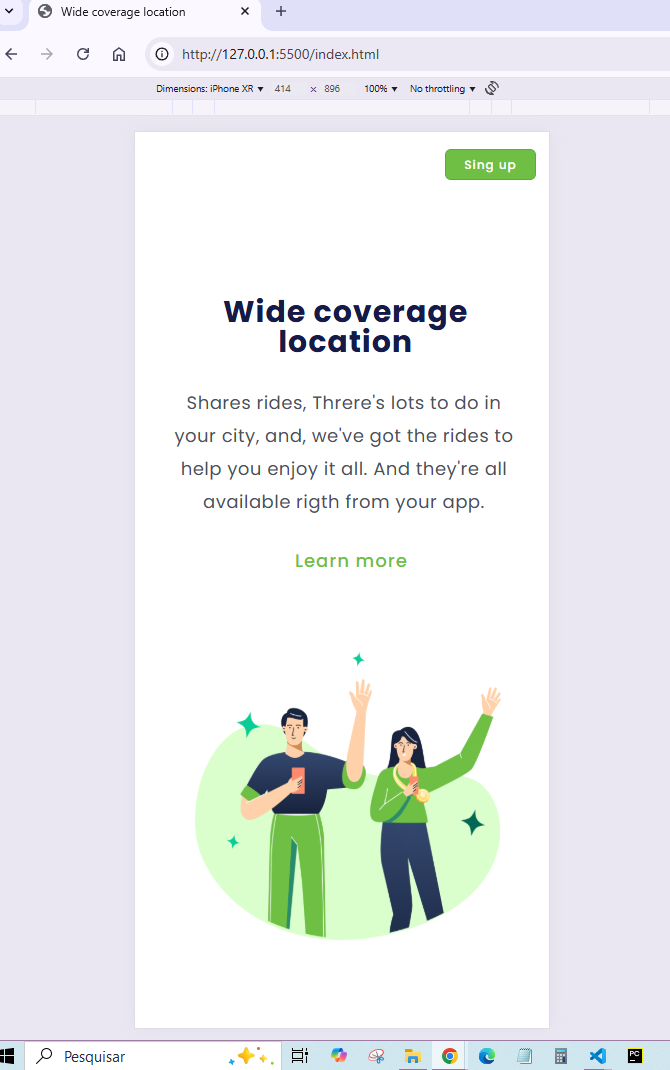 Wide coverage location
http://127.0.0.1:5500/index.html
Dimensions: iPhone XR 414 × 896 100% No throttling
Sing up
Wide coverage
location
Shares rides, Threre's lots to do in
your city, and, we've got the rides to
help you enjoy it all. And they're all
available rigth from your app.
Learn more
Pesquisar
PC